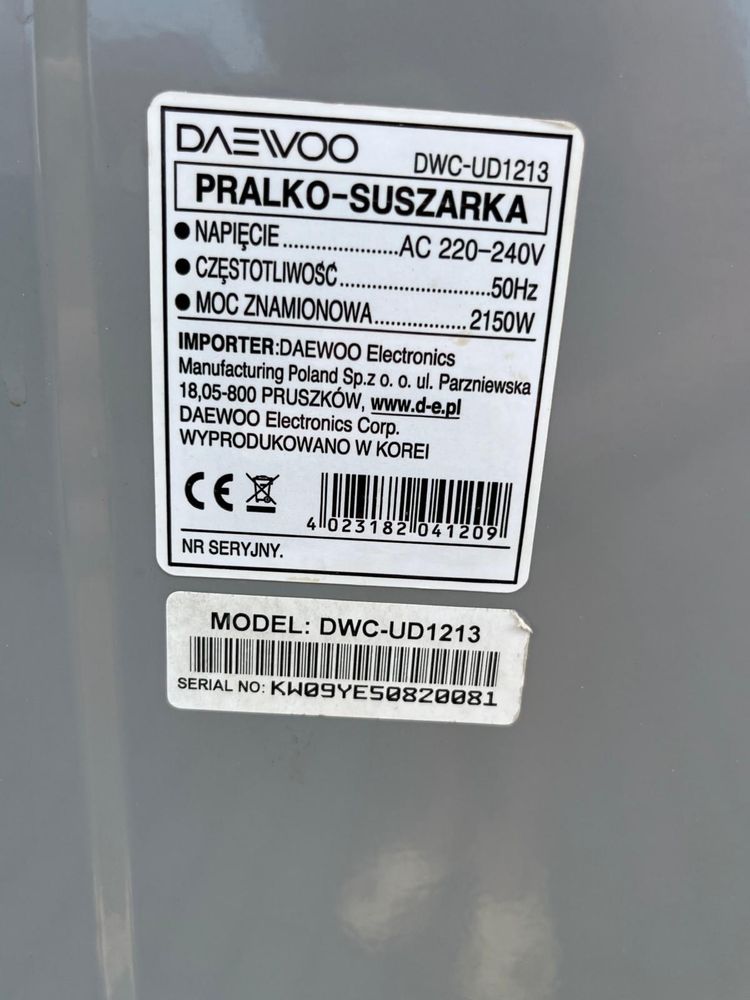 DAEWOO
DWC-UD1213
PRALKO-SUSZARKA
● NAPIĘCIE....................AC 220-240V
● CZĘSTOTLIWOŚĆ.........................50Hz
● MOC ZNAMIONOWA................2150W
IMPORTER:DAEWOO Electronics
Manufacturing Poland Sp.z o. o. ul. Parzniewska
18,05-800 PRUSZKÓW, www.d-e.pl
DAEWOO Electronics Corp.
WYPRODUKOWANO W KOREI
CE
4 023182 041209
NR SERYJNY.
MODEL: DWC-UD1213
SERIAL NO: KW09YE50820081